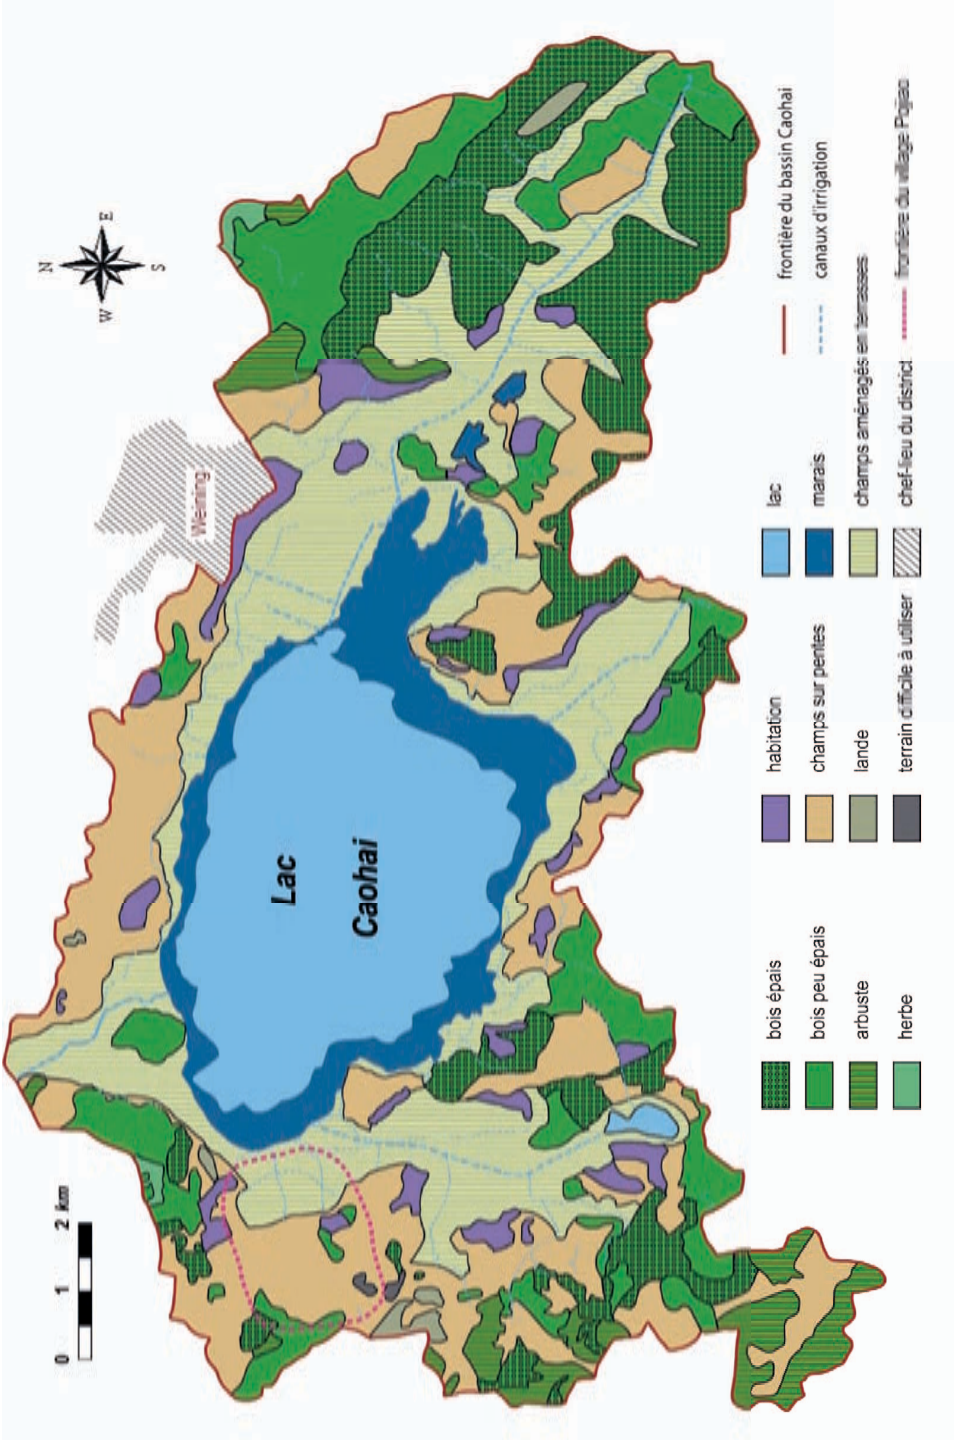 N
W
E
S
Weining
Lac
Caohai
0 1 2 km
bois épais
bois peu épais
arbuste
herbe
habitation
champs sur pentes
lande
terrain difficile à utiliser
lac
marais
champs aménagés en terrasses
chef-lieu du district
frontière du bassin Caohai
canaux d'irrigation
frontière du village Pojiao